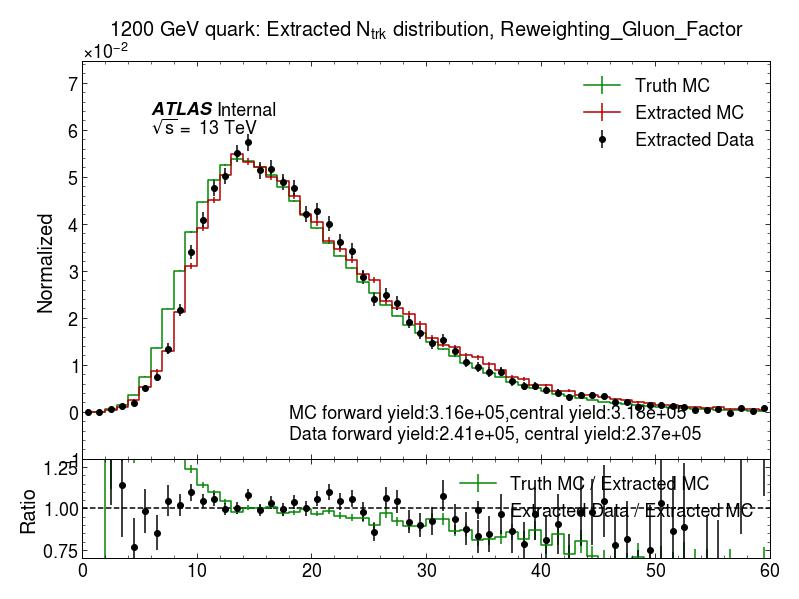 1200 GeV quark: Extracted N_trk distribution, Reweighting_Gluon_Factor
×10⁻²
7
6
5
4
3
2
1
0
1
Normalized
ATLAS Internal
√s = 13 TeV
Truth MC
Extracted MC
Extracted Data
MC forward yield:3.16e+05,central yield:3.18e+05
Data forward yield:2.41e+05, central yield:2.37e+05
1.25
1.00
0.75
Ratio
Truth MC / Extracted MC
Extracted Data / Extracted MC
0 10 20 30 40 50 60